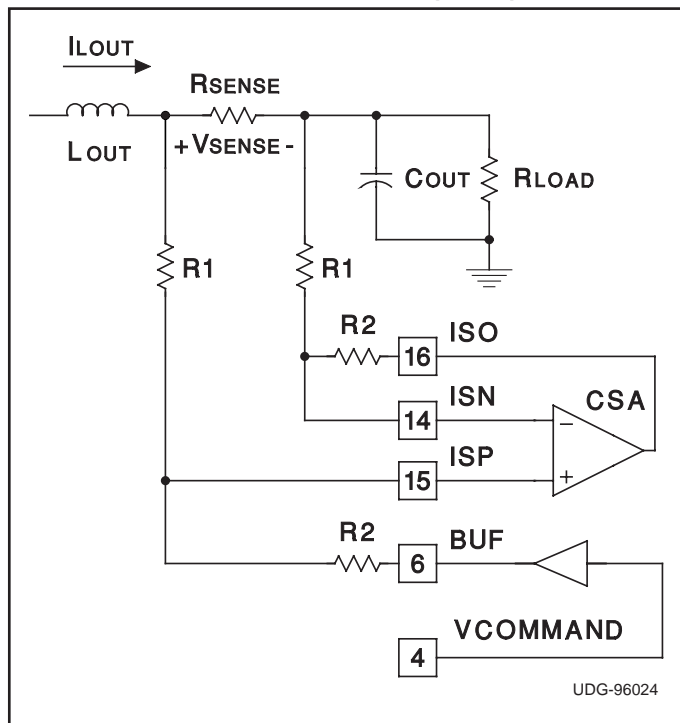 ILOUT
RSENSE
LOUT
+VSENSE-
COUT
RLOAD
R1
R1
R2
16
ISO
CSA
14
ISN
−
15
ISP
+
R2
6
BUF
VCOMMAND
4
UDG-96024